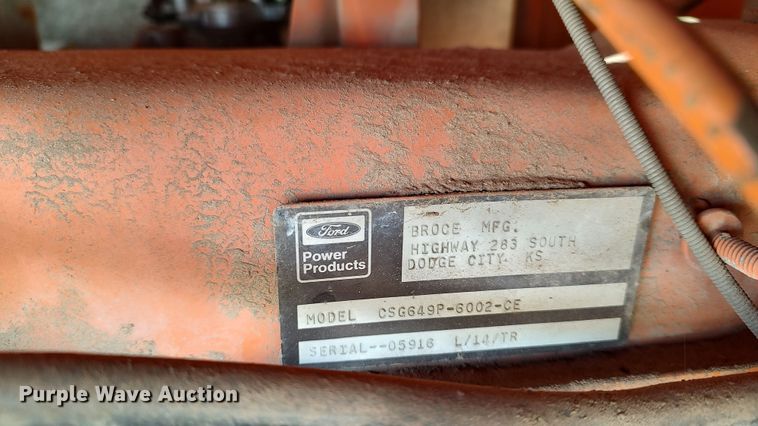 Ford
Power
Products
BROCE MFG.
HIGHWAY 283 SOUTH
DODGE CITY KS
MODEL CSG649P-6002-CE
SERIAL--05916 L/14/TR
Purple Wave Auction